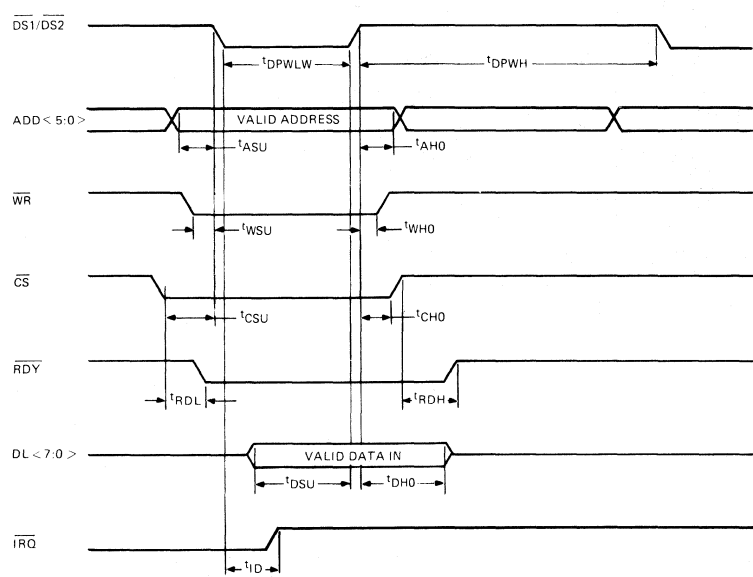 DS1/DS2
tDPWLW
tDPWH
ADD<5:0>
VALID ADDRESS
tASU
tAH0
WR
tWSU
tWH0
CS
tCSU
tCH0
RDY
tRDL
tRDH
DL<7:0>
VALID DATA IN
tDSU
tDH0
IRQ
tID